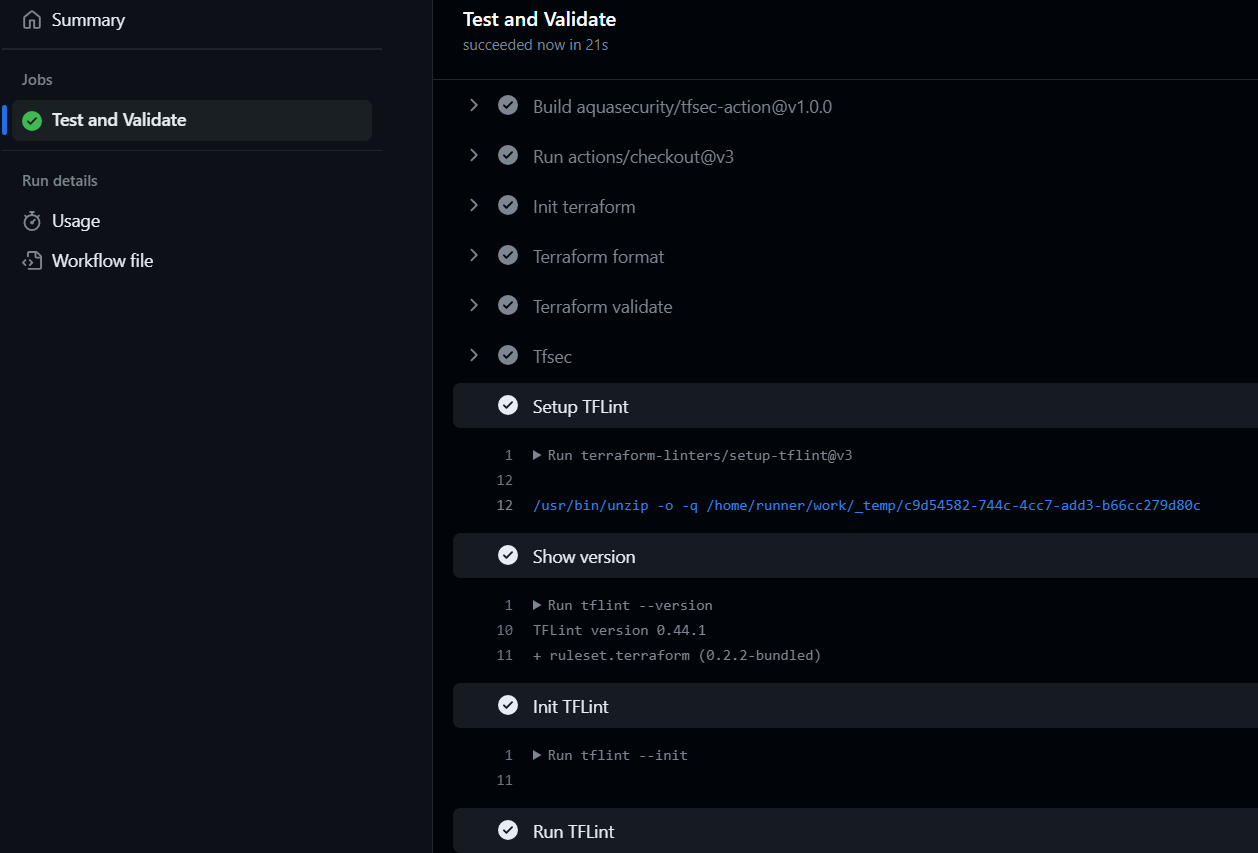 Summary
Jobs
Test and Validate
Run details
Usage
Workflow file
Test and Validate
succeeded now in 21s
Build aquasecurity/tfsec-action@v1.0.0
Run actions/checkout@v3
Init terraform
Terraform format
Terraform validate
Tfsec
Setup TFLint
1 Run terraform-linters/setup-tflint@v3
12
12 /usr/bin/unzip -o -q /home/runner/work/_temp/c9d54582-744c-4cc7-add3-b66cc279d80c
Show version
1 Run tflint --version
10 TFLint version 0.44.1
11 + ruleset.terraform (0.2.2-bundled)
Init TFLint
1 Run tflint --init
11
Run TFLint